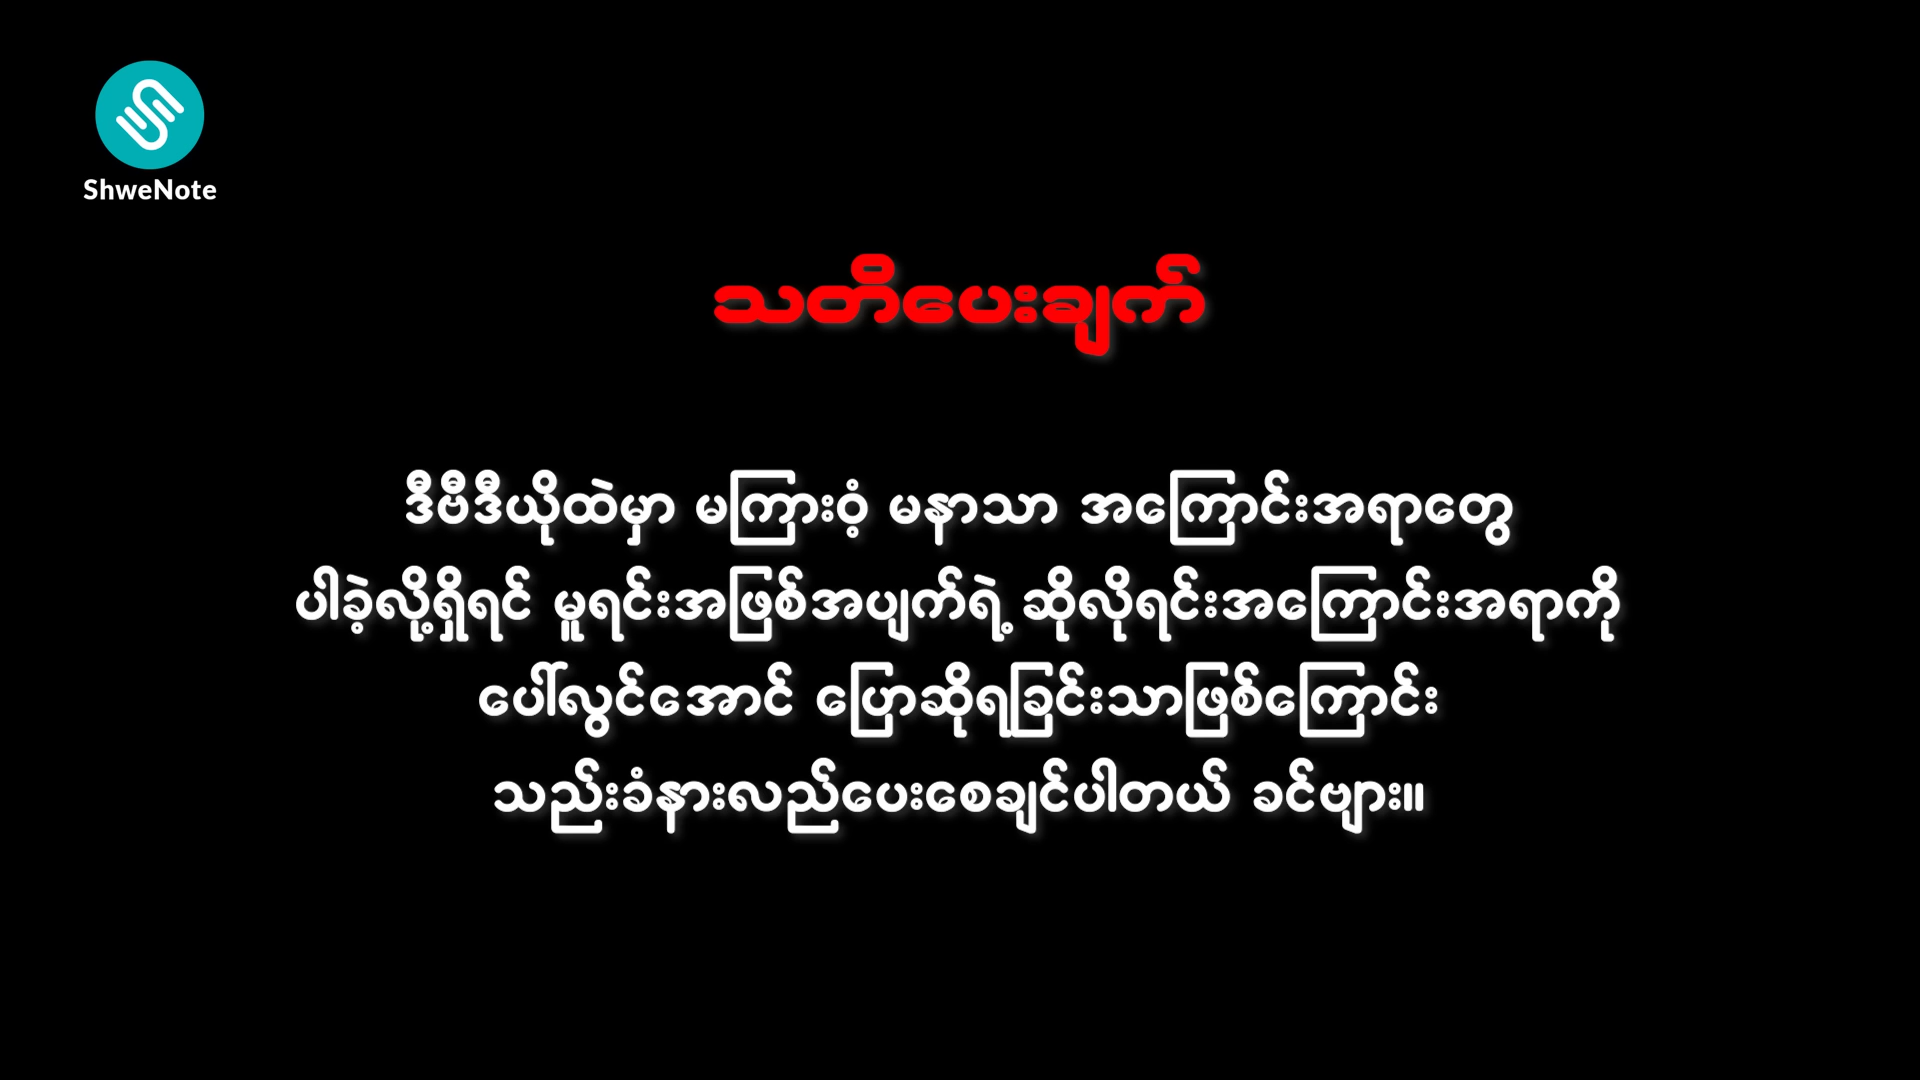 ShweNote
သတိပေးချက်
ဒီဗီဒီယိုထဲမှာ မကြားဝံ့ မနာသာ အကြောင်းအရာတွေ
ပါခဲ့လို့ရှိရင် မူရင်းအဖြစ်အပျက်ရဲ့ ဆိုလိုရင်းအကြောင်းအရာကို
ပေါ်လွင်အောင် ပြောဆိုရခြင်းသာဖြစ်ကြောင်း
သည်းခံနားလည်ပေးစေချင်ပါတယ် ခင်ဗျား။